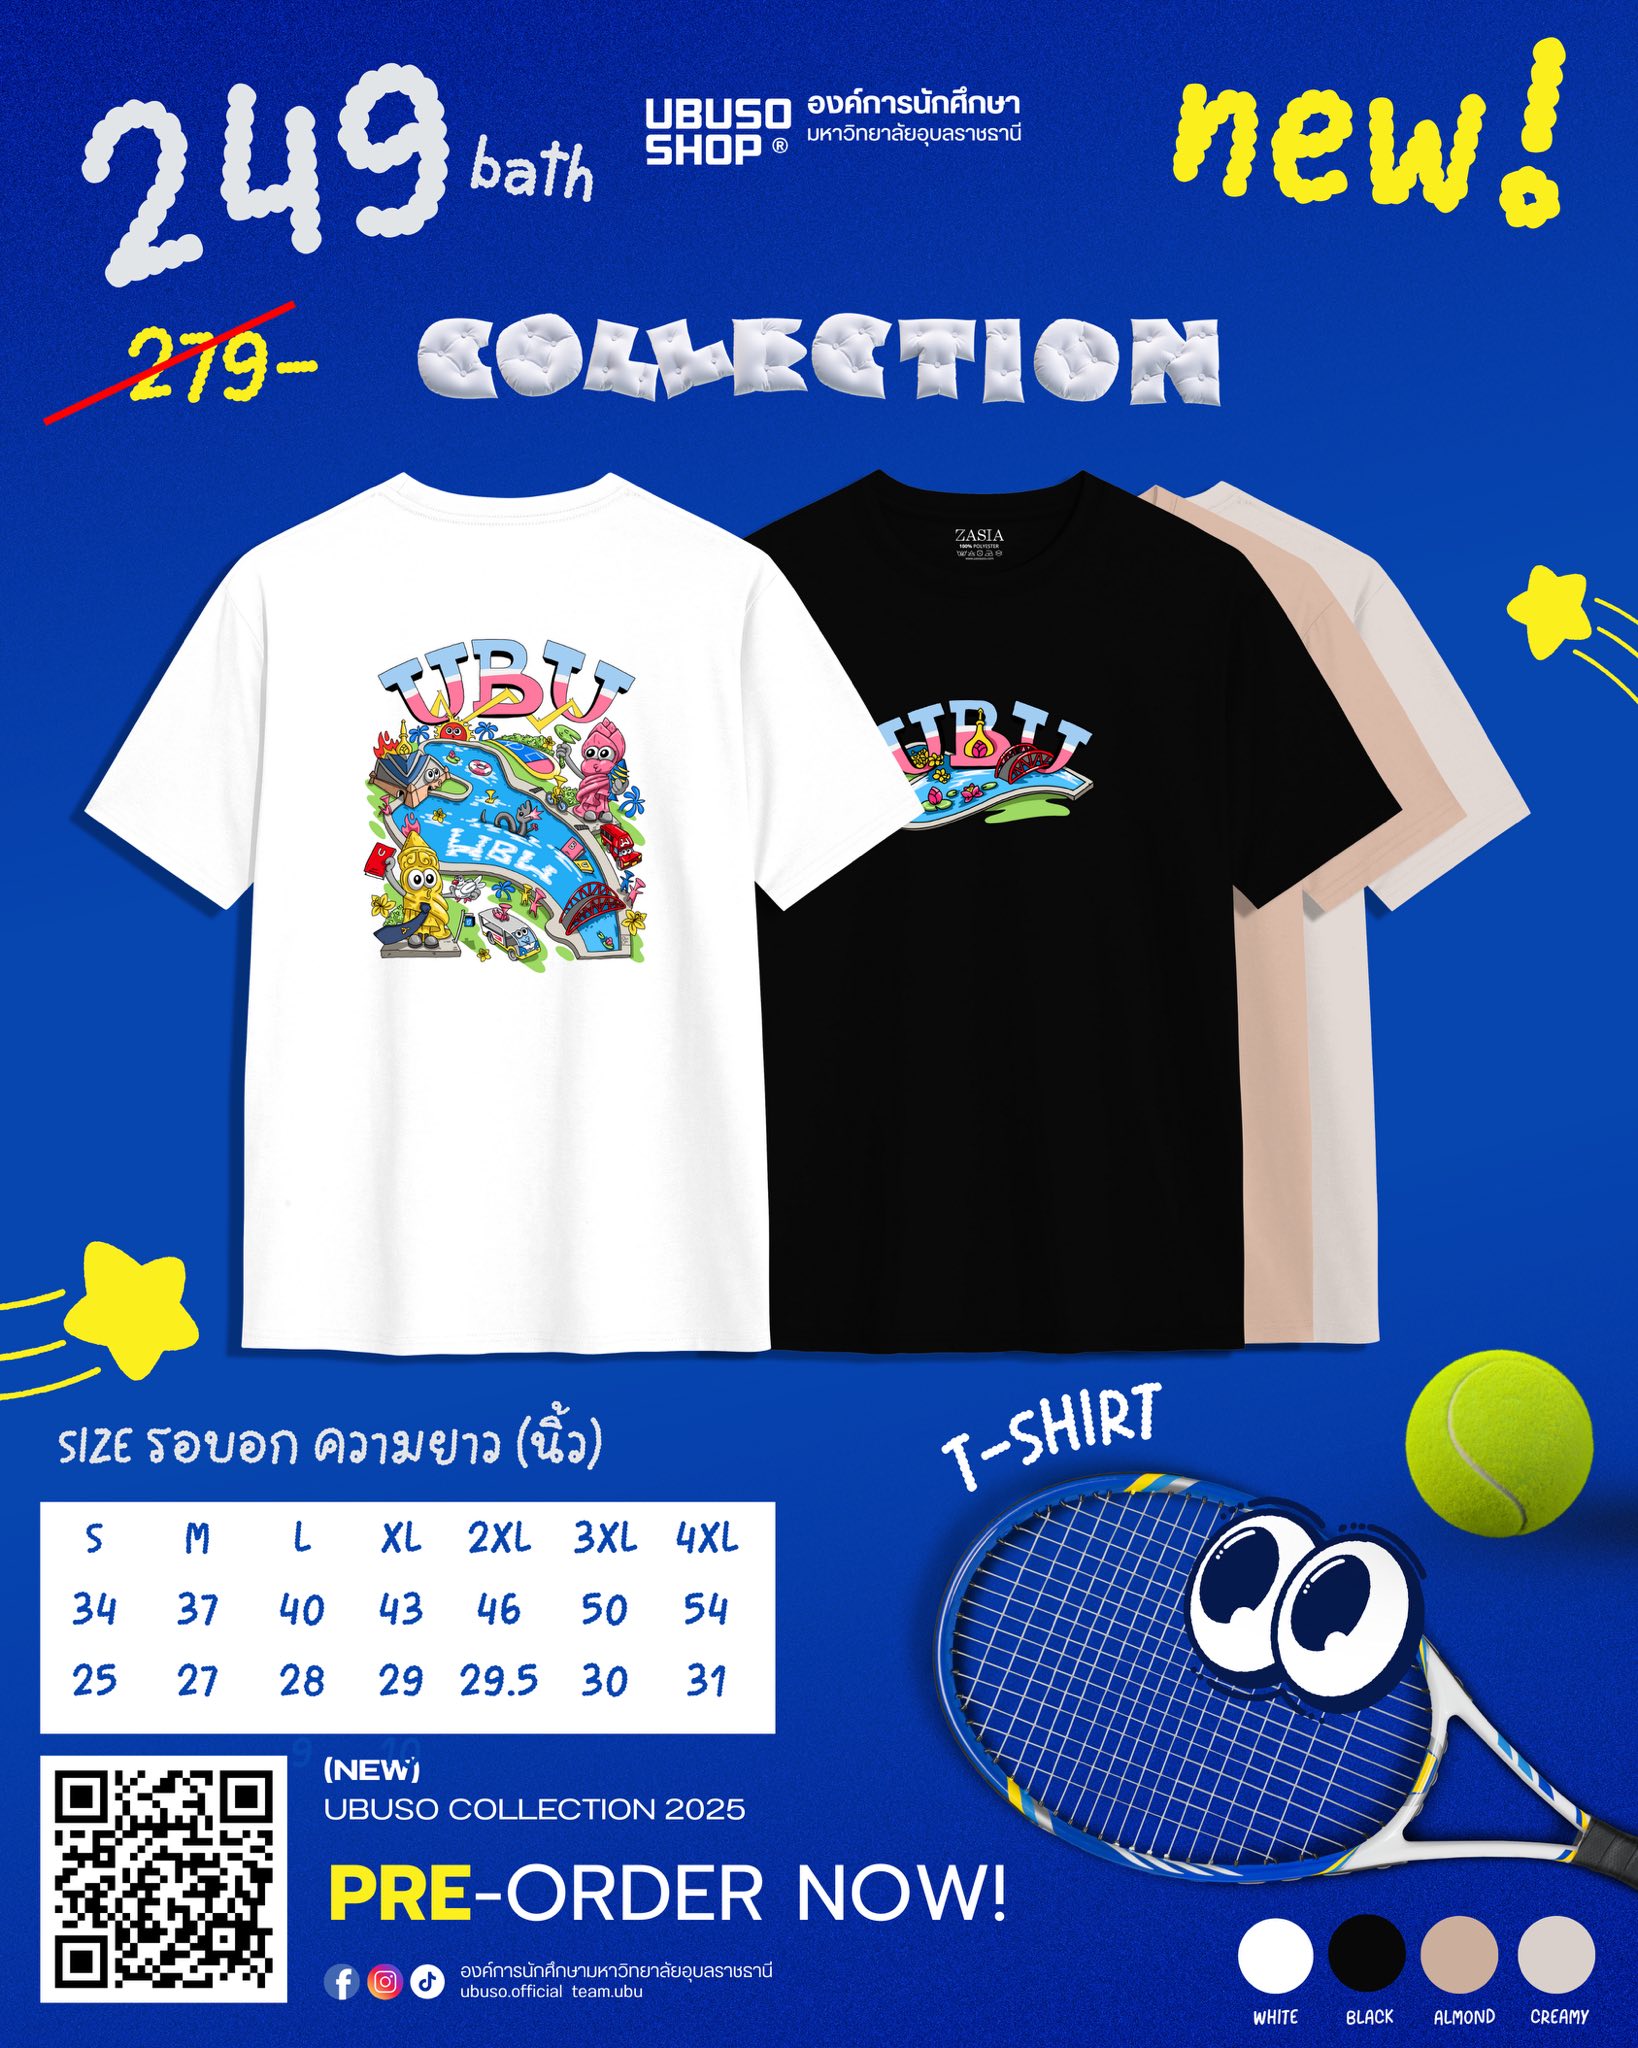 249 bath
UBUSO
SHOP ®
องค์การนักศึกษา
มหาวิทยาลัยอุบลราชธานี
new!
279-
COLLECTION
ZASIA
100% POLYESTER
UBU
UBU
UBU
T-SHIRT
SIZE รอบอก ความยาว (นิ้ว)
S M L XL 2XL 3XL 4XL
34 37 40 43 46 50 54
25 27 28 29 29.5 30 31
(NEW)
UBUSO COLLECTION 2025
PRE-ORDER NOW!
องค์การนักศึกษามหาวิทยาลัยอุบลราชธานี
ubuso.official team.ubu
WHITE BLACK ALMOND CREAMY